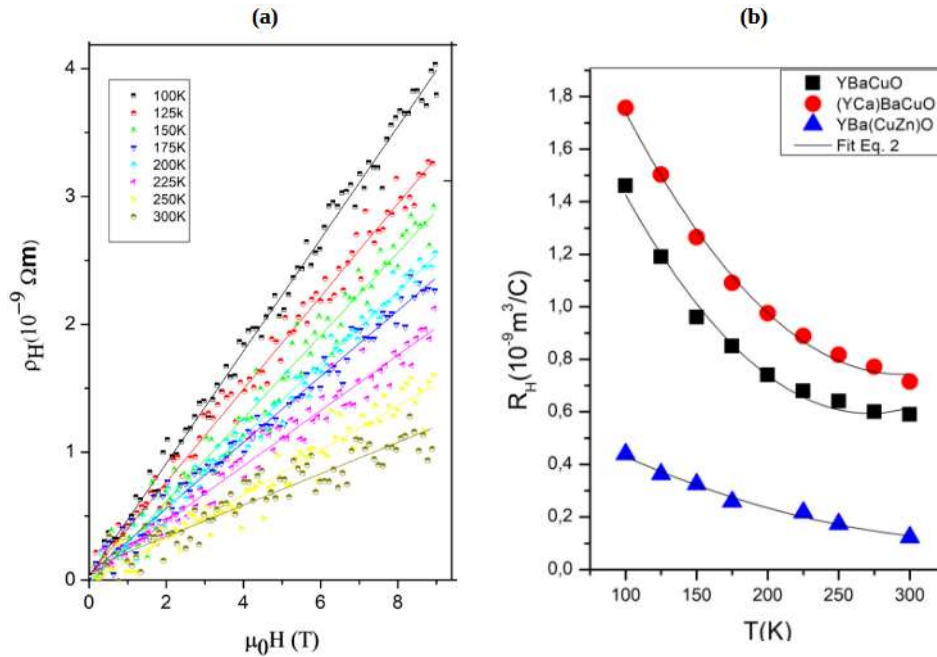 (a)
4
3
2
1
0
ρH(10⁻⁹ Ωm)
100K
125k
150K
175K
200K
225K
250K
300K
0
2
4
6
8
μ₀H (T)
(b)
1,8
1,6
1,4
1,2
1,0
0,8
0,6
0,4
0,2
0,0
R_H(10⁻⁹m³/C)
YBaCuO
(YCa)BaCuO
YBa(CuZn)O
Fit Eq. 2
100
150
200
250
300
T(K)